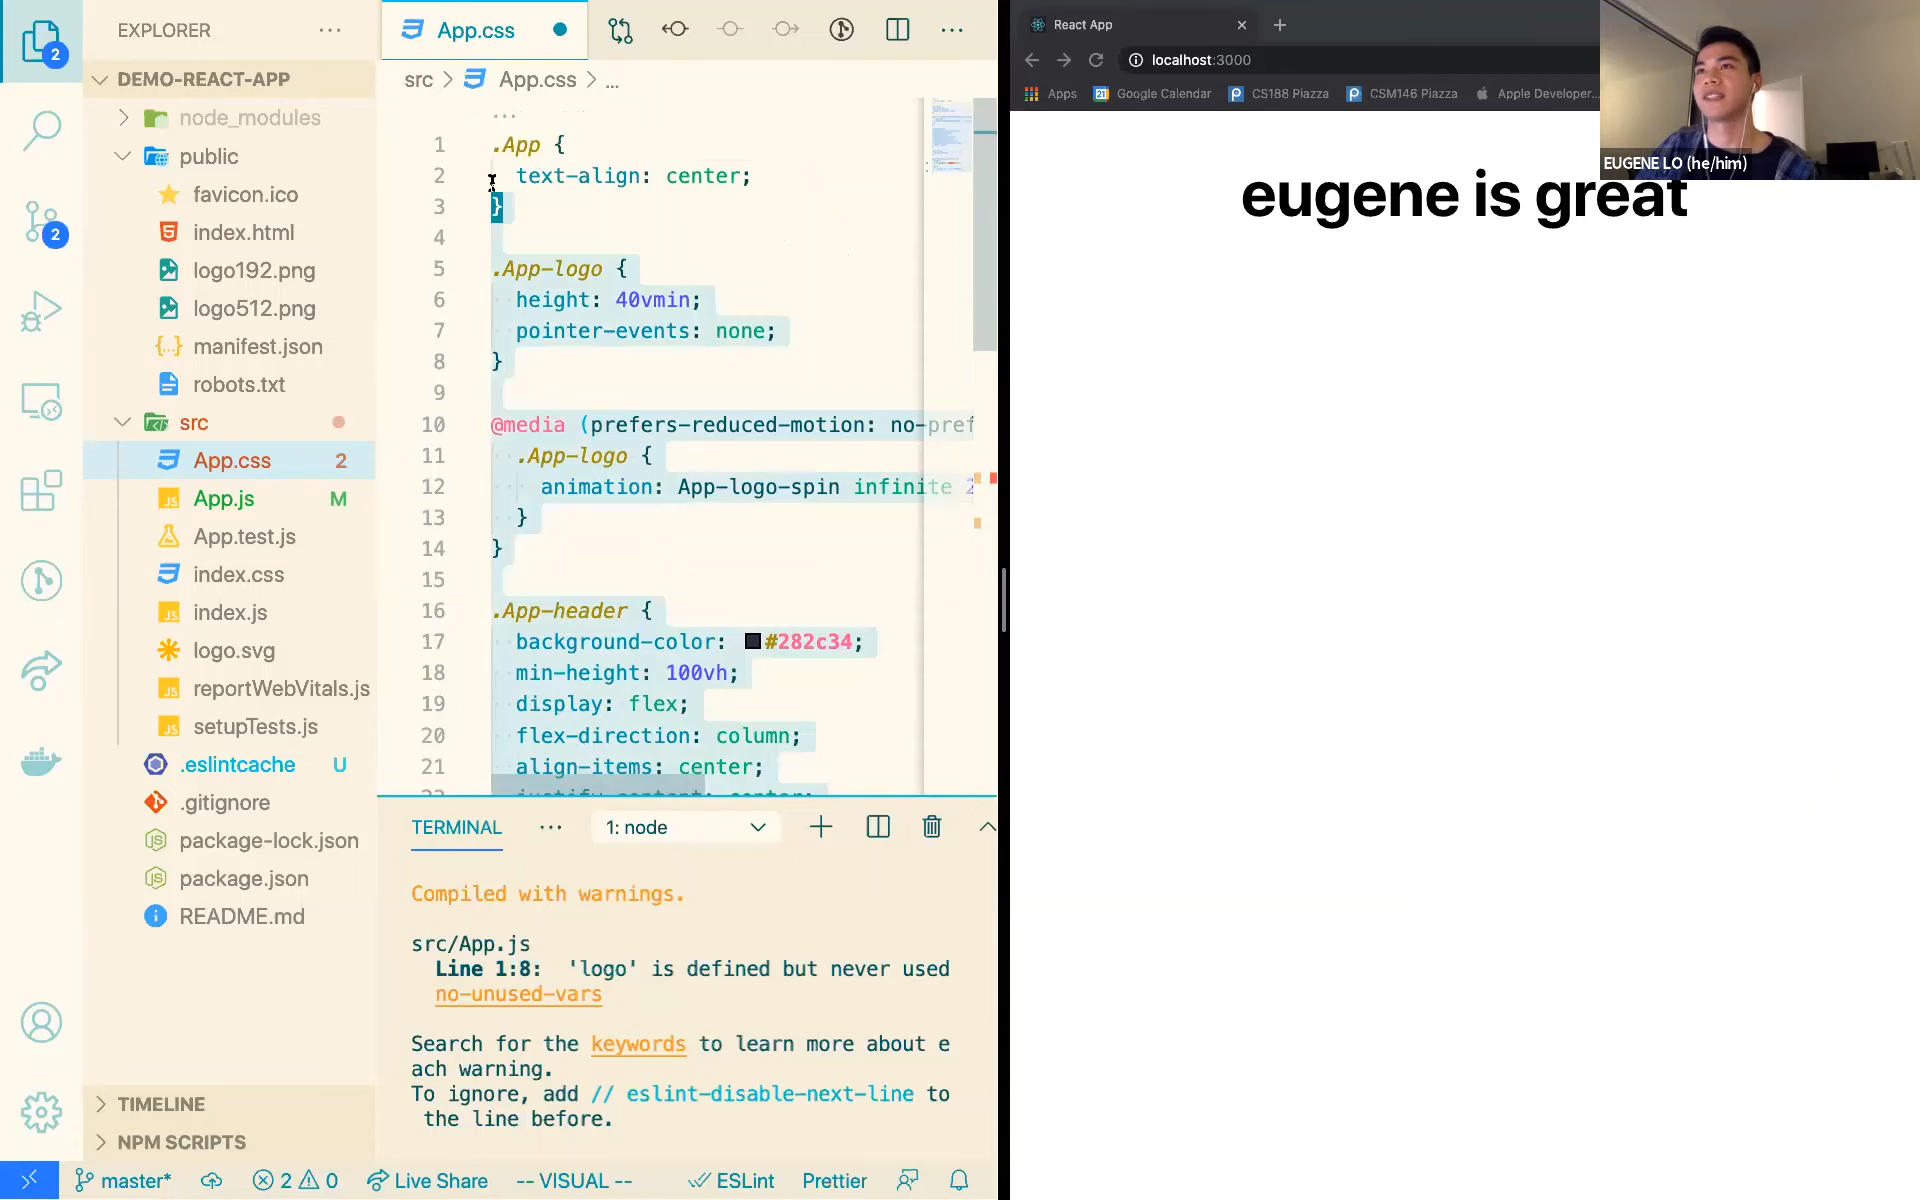 2
2
EXPLORER
DEMO-REACT-APP
node_modules
public
favicon.ico
index.html
logo192.png
logo512.png
manifest.json
robots.txt
src
App.css 2
App.js M
App.test.js
index.css
index.js
logo.svg
reportWebVitals.js
setupTests.js
.eslintcache U
.gitignore
package-lock.json
package.json
README.md
TIMELINE
NPM SCRIPTS
App.css
src > App.css > ...
1 .App {
2 text-align: center;
3 }
4
5 .App-logo {
6 height: 40vmin;
7 pointer-events: none;
8 }
9
10 @media (prefers-reduced-motion: no-pref
11 .App-logo {
12 animation: App-logo-spin infinite 2
13 }
14 }
15
16 .App-header {
17 background-color: #282c34;
18 min-height: 100vh;
19 display: flex;
20 flex-direction: column;
21 align-items: center;
TERMINAL ... 1: node
Compiled with warnings.
src/App.js
Line 1:8: 'logo' is defined but never used
no-unused-vars
Search for the keywords to learn more about e
ach warning.
To ignore, add // eslint-disable-next-line to
the line before.
master* 2 0 Live Share -- VISUAL -- ESLint Prettier
React App
localhost:3000
Apps Google Calendar CS188 Piazza CSM146 Piazza Apple Developer...
EUGENE LO (he/him)
eugene is great